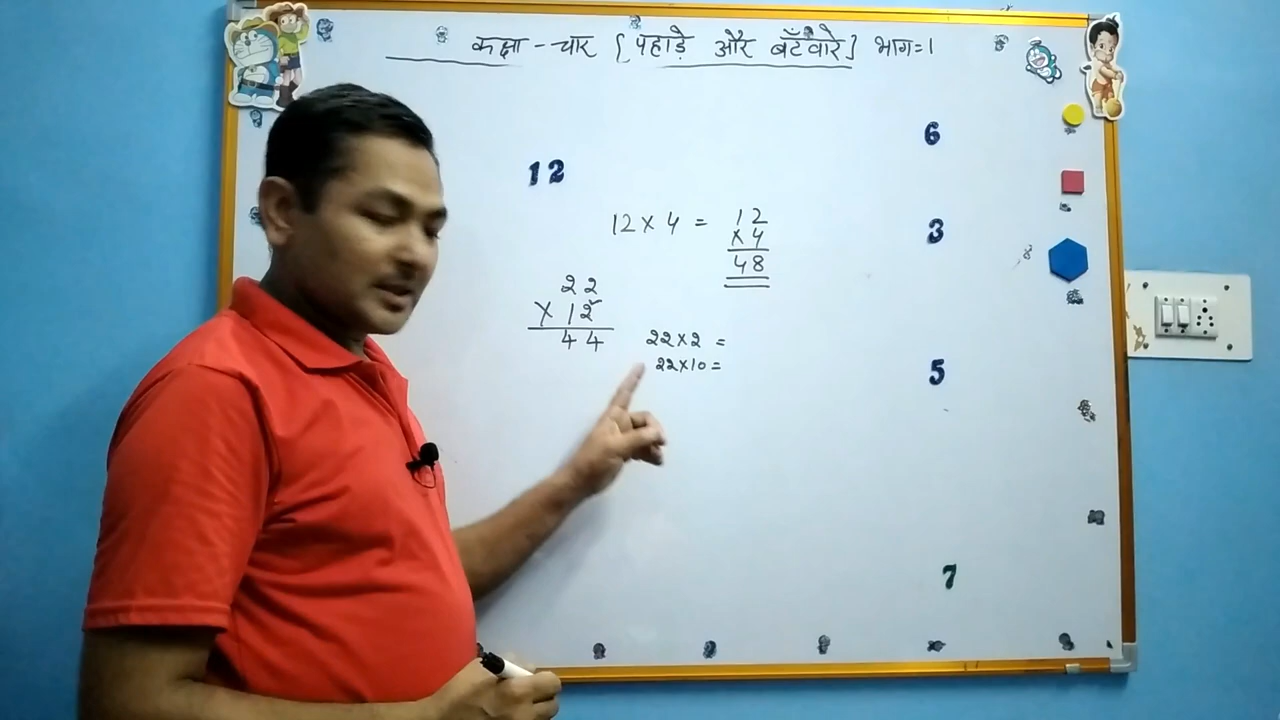 कक्षा - चार [पहाड़े और बँटवारे] भाग=1
12
12 × 4 = 12
× 4
48
22
× 12
44
22 × 2 =
22 × 10 =
6
3
5
7